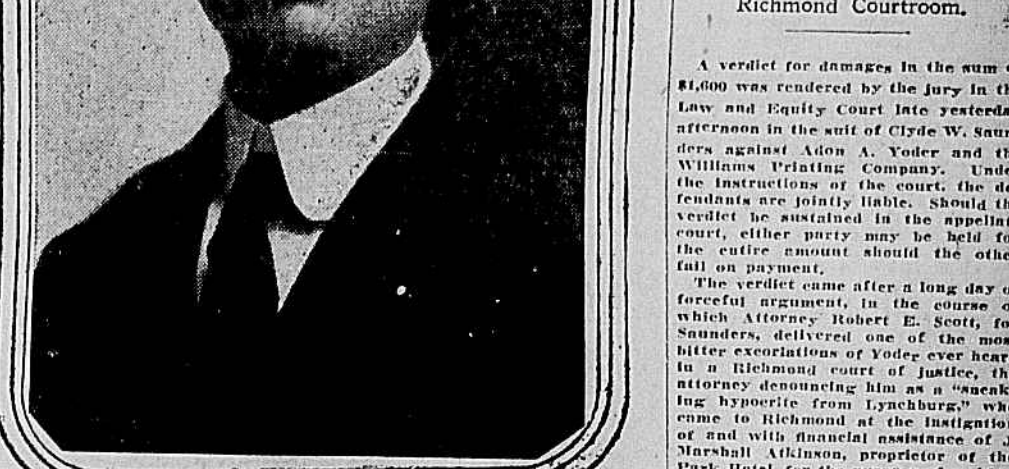 Richmond Courtroom.
A verdict for damages in the sum
$1,600 was rendered by the jury in th
Law and Equity Court late yesterda
afternoon in the suit of Clyde W. Saun
ders against Adon A. Yoder and th
Williams Printing Company. Unde
the instructions of the court, the de
fendants are jointly liable. Should th
verdict be sustained in the appellat
court, either party may be held fo
the entire amount should the othe
fail on payment.
The verdict came after a long day o
forceful argument, in the course o
which Attorney Robert E. Scott, fo
Saunders, delivered one of the mos
bitter excoriations of Yoder ever hear
in a Richmond court of justice, th
attorney denouncing him as a "sneak
ing hypocrite from Lynchburg," wh
came to Richmond at the instigation
of and with financial assistance of J
Marshall Atkinson, proprietor of the
Park Hotel, for the